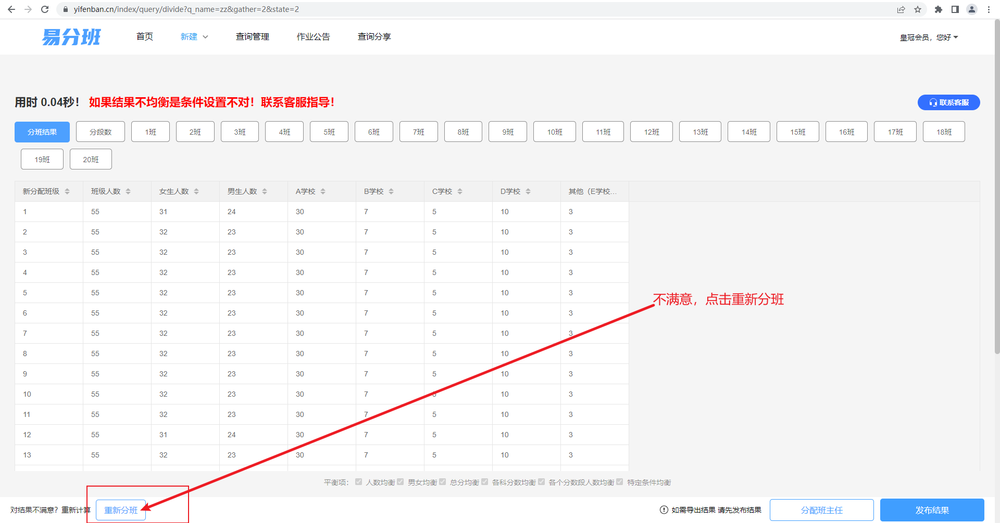 yifenban.cn/index/query/divide?q_name=zz&gather=2&state=2
易分班 首页 新建 查询管理 作业公告 查询分享 皇冠会员，您好
用时 0.04秒！ 如果结果不均衡是条件设置不对！联系客服指导！ 联系客服
分班结果 分段数 1班 2班 3班 4班 5班 6班 7班 8班 9班 10班 11班 12班 13班 14班 15班 16班 17班 18班
19班 20班
新分配班级 班级人数 女生人数 男生人数 A学校 B学校 C学校 D学校 其他（E学校...
1 55 31 24 30 7 5 10 3
2 55 32 23 30 7 5 10 3
3 55 32 23 30 7 5 10 3
4 55 32 23 30 7 5 10 3
5 55 32 23 30 7 5 10 3
不满意，点击重新分班
6 55 32 23 30 7 5 10 3
7 55 32 23 30 7 5 10 3
8 55 32 23 30 7 5 10 3
9 55 32 23 30 7 5 10 3
10 55 32 23 30 7 5 10 3
11 55 32 23 30 7 5 10 3
12 55 31 24 30 7 5 10 3
13 55 32 23 30 7 5 10 3
平衡项： 人数均衡 男女均衡 总分均衡 各科分数均衡 各个分数段人数均衡 特定条件均衡
对结果不满意？重新计算 重新分班 如需导出结果 请先发布结果 分配班主任 发布结果